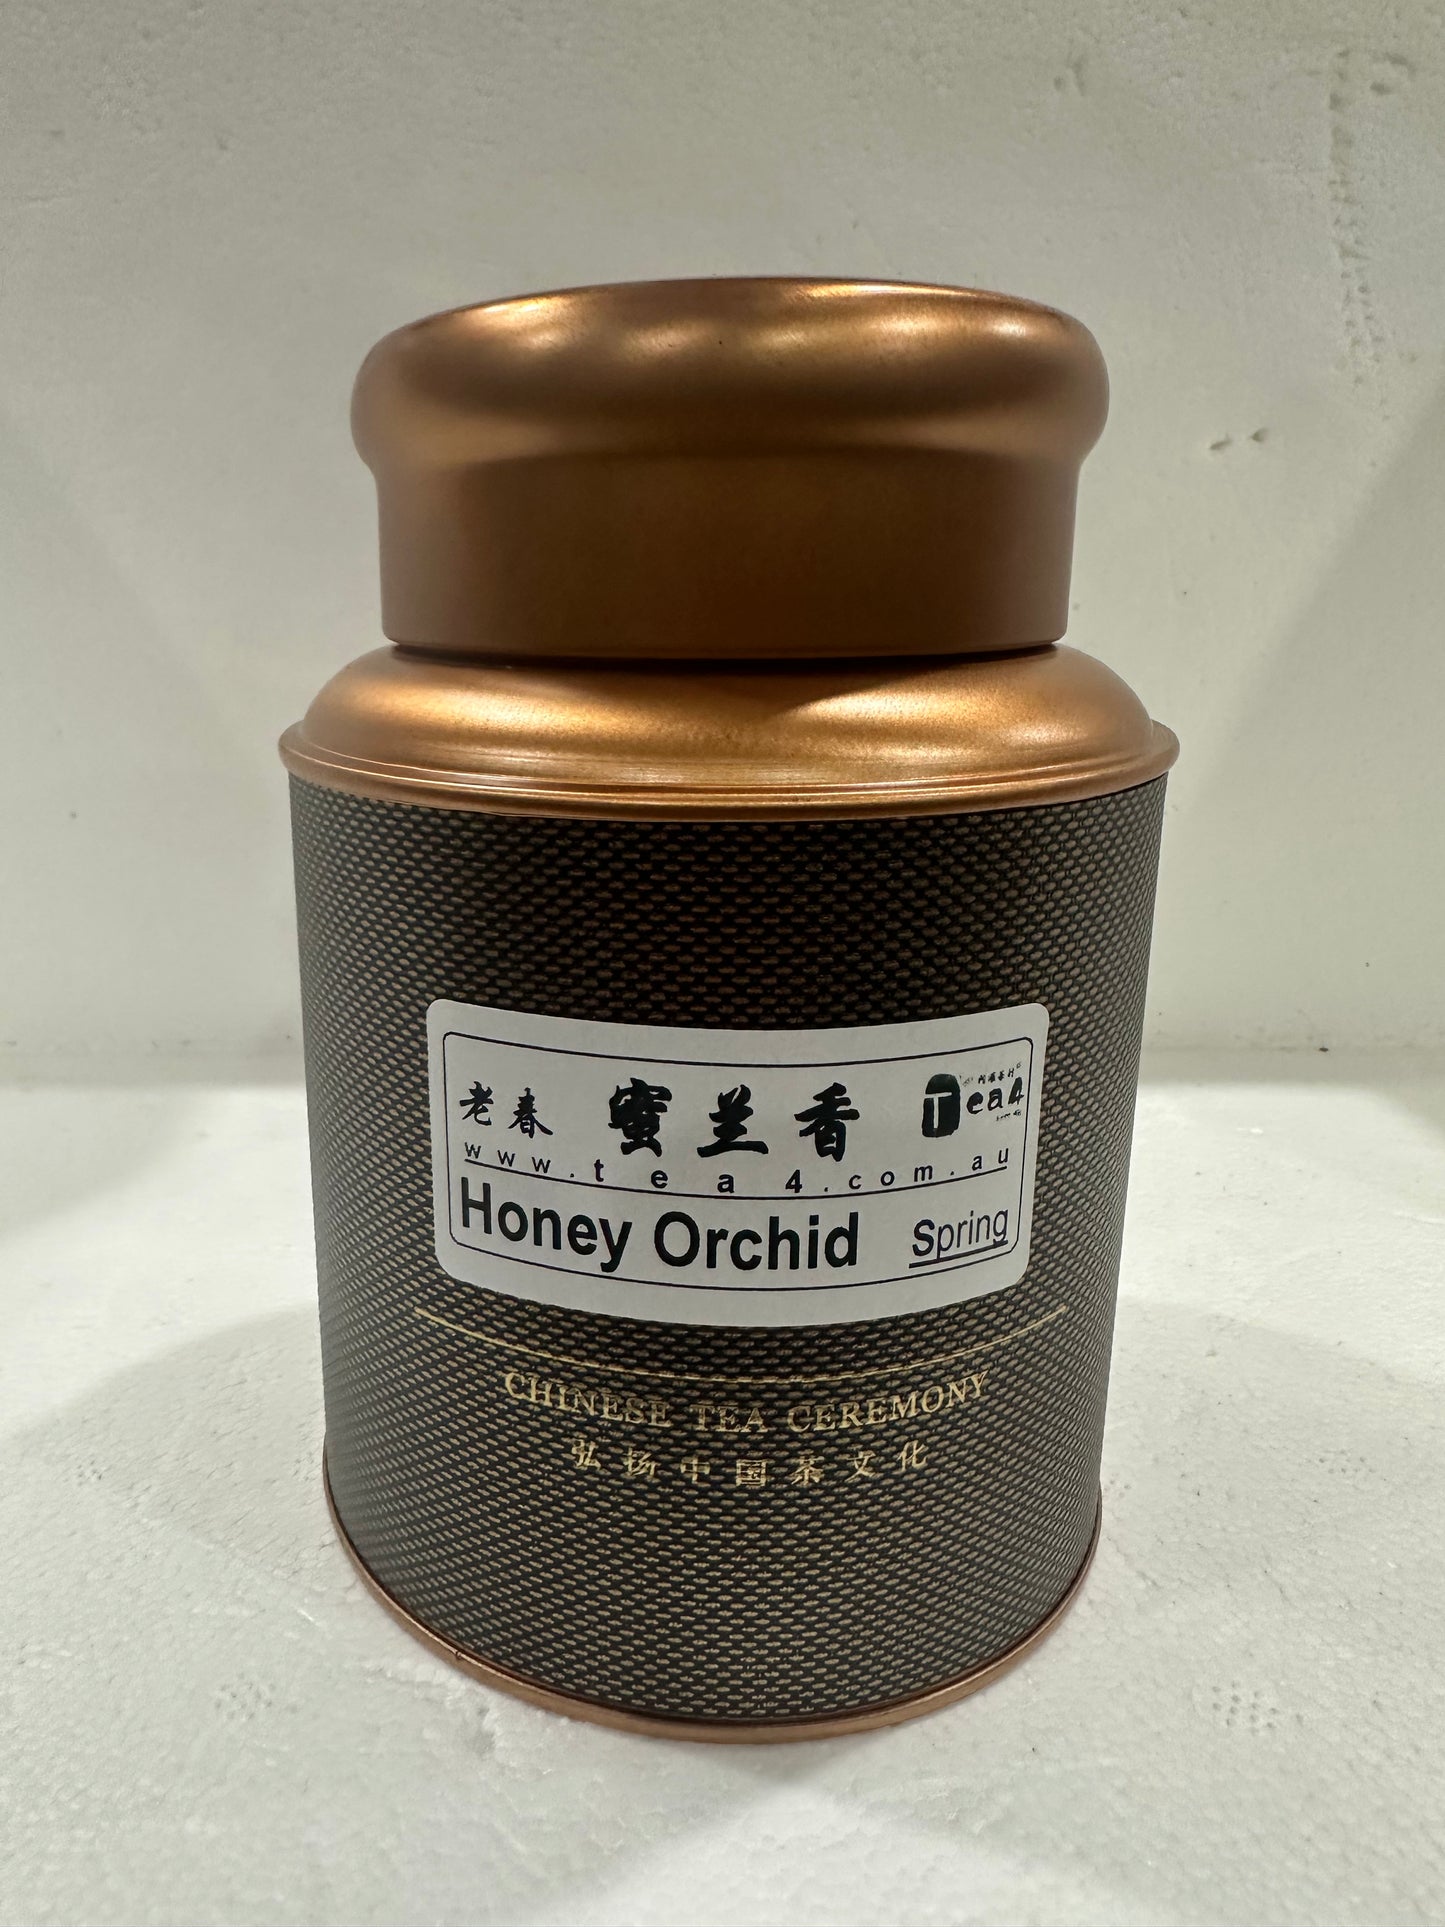 老春 蜜兰香 Tea4
www.tea4.com.au
Honey Orchid Spring
CHINESE TEA CEREMONY
弘扬中国茶文化